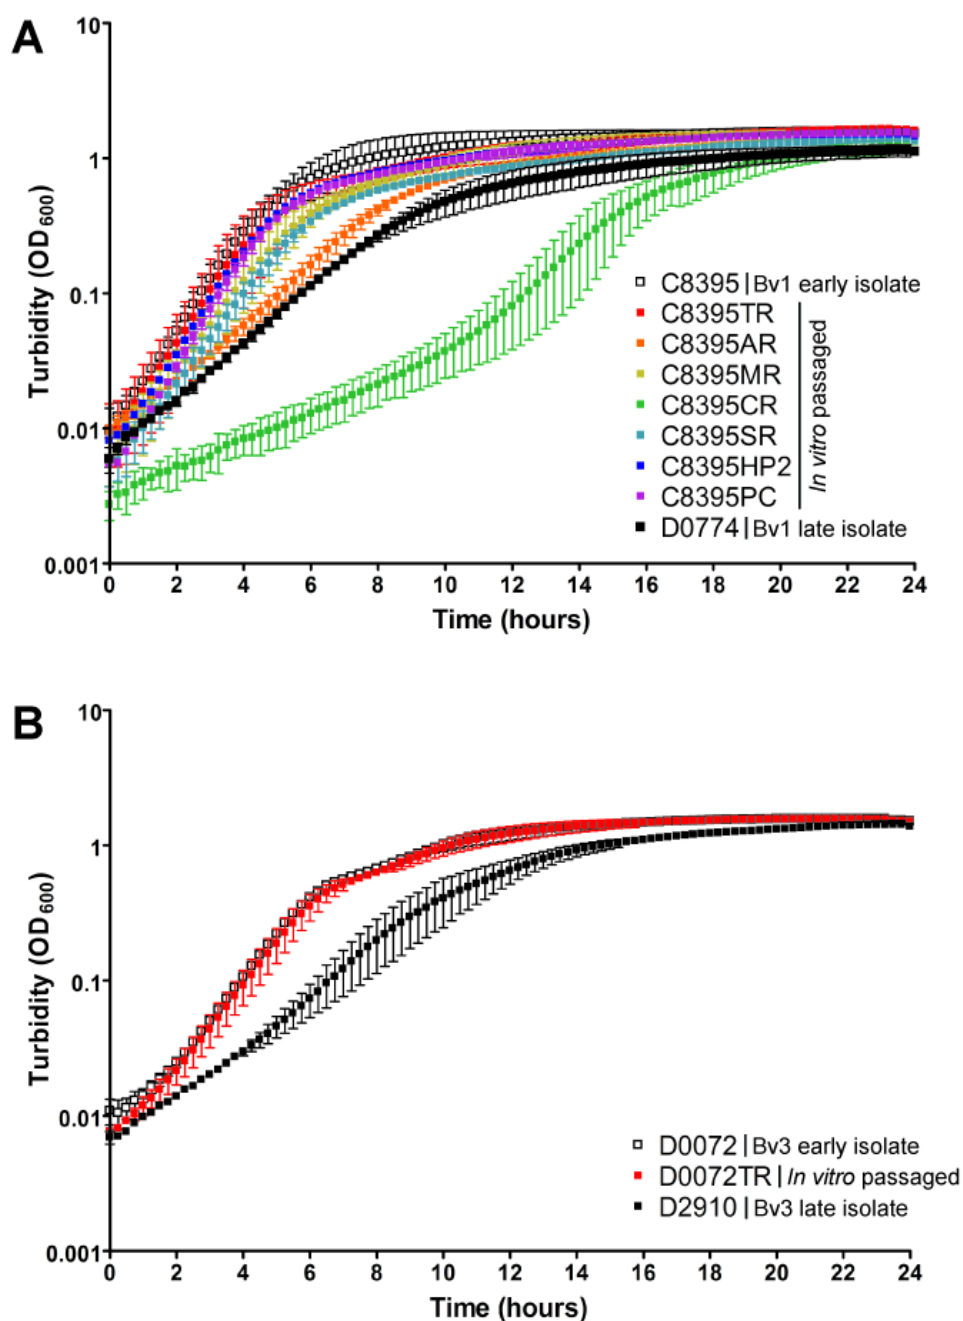 A
10
1
0.1
0.01
0.001
Turbidity (OD600)
0 2 4 6 8 10 12 14 16 18 20 22 24
Time (hours)
C8395 | Bv1 early isolate
C8395TR
C8395AR
C8395MR
C8395CR
C8395SR
C8395HP2
C8395PC
In vitro passaged
D0774 | Bv1 late isolate
B
10
1
0.1
0.01
0.001
Turbidity (OD600)
0 2 4 6 8 10 12 14 16 18 20 22 24
Time (hours)
D0072 | Bv3 early isolate
D0072TR | In vitro passaged
D2910 | Bv3 late isolate